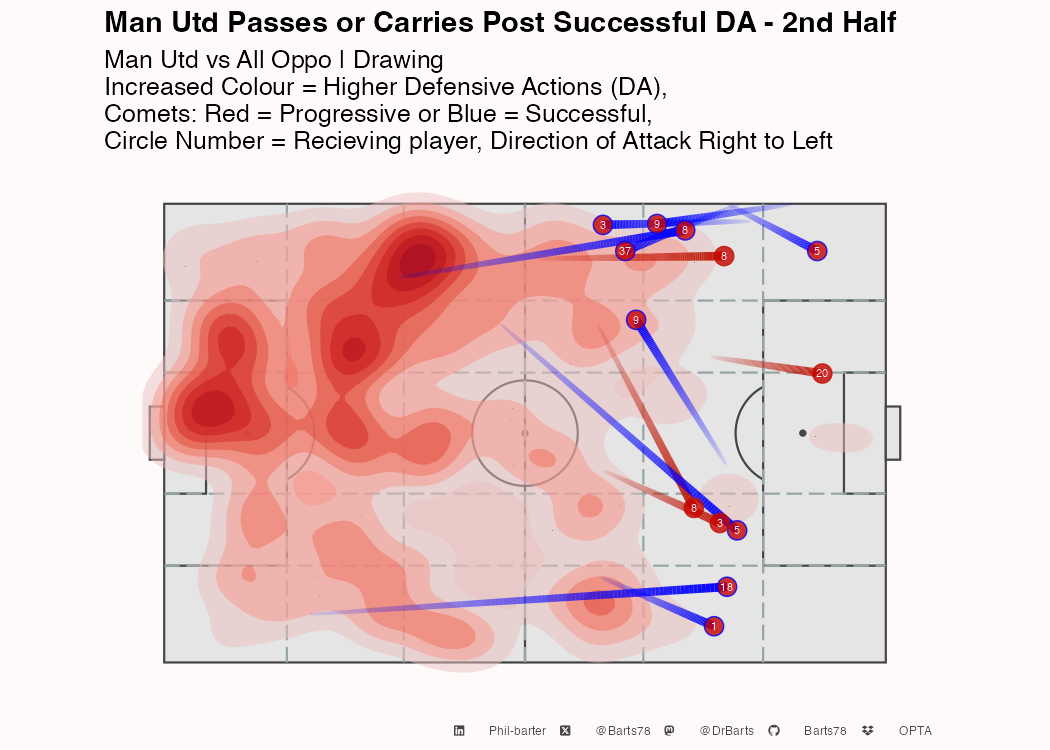 Man Utd Passes or Carries Post Successful DA - 2nd Half
Man Utd vs All Oppo | Drawing
Increased Colour = Higher Defensive Actions (DA),
Comets: Red = Progressive or Blue = Successful,
Circle Number = Recieving player, Direction of Attack Right to Left
3
9
8
37
5
8
9
20
8
3
5
18
1
Phil-barter @Barts78 @DrBarts Barts78 OPTA